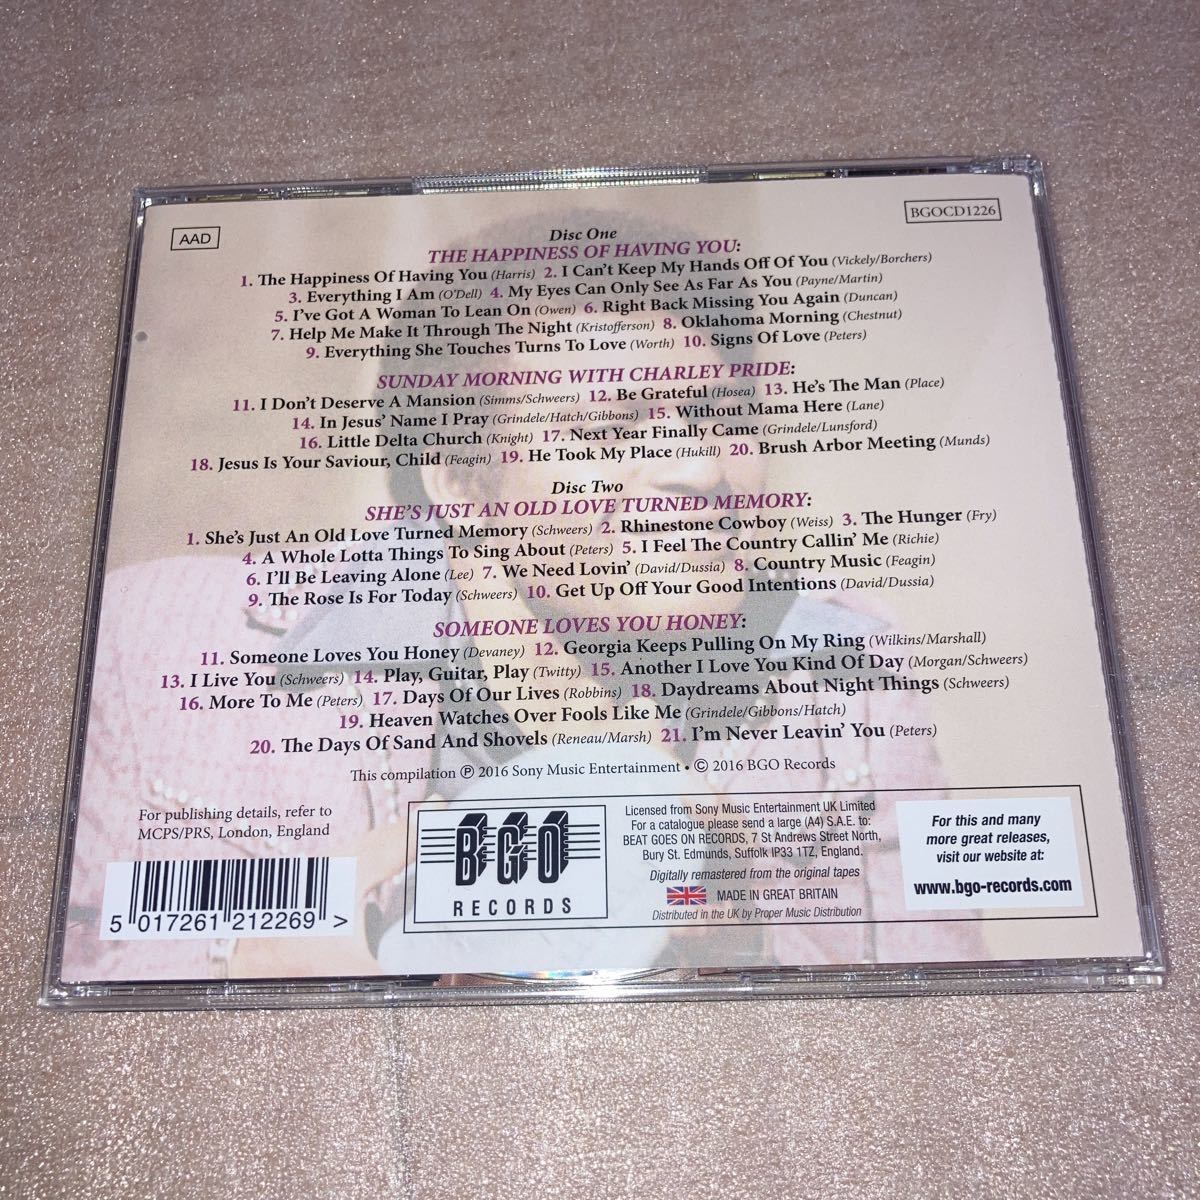 AAD
BGOCD1226
Disc One
THE HAPPINESS OF HAVING YOU:
1. The Happiness Of Having You (Harris) 2. I Can't Keep My Hands Off Of You (Vickely/Borchers)
3. Everything I Am (O'Dell) 4. My Eyes Can Only See As Far As You (Payne/Martin)
5. I've Got A Woman To Lean On (Owen) 6. Right Back Missing You Again (Duncan)
7. Help Me Make It Through The Night (Kristofferson) 8. Oklahoma Morning (Chestnut)
9. Everything She Touches Turns To Love (Worth) 10. Signs Of Love (Peters)
SUNDAY MORNING WITH CHARLEY PRIDE:
11. I Don't Deserve A Mansion (Simms/Schweers) 12. Be Grateful (Hosea) 13. He's The Man (Place)
14. In Jesus' Name I Pray (Grindele/Hatch/Gibbons) 15. Without Mama Here (Lane)
16. Little Delta Church (Knight) 17. Next Year Finally Came (Grindele/Lunsford)
18. Jesus Is Your Saviour, Child (Feagin) 19. He Took My Place (Hukill) 20. Brush Arbor Meeting (Munds)
Disc Two
SHE'S JUST AN OLD LOVE TURNED MEMORY:
1. She's Just An Old Love Turned Memory (Schweers) 2. Rhinestone Cowboy (Weiss) 3. The Hunger (Fry)
4. A Whole Lotta Things To Sing About (Peters) 5. I Feel The Country Callin' Me (Richie)
6. I'll Be Leaving Alone (Lee) 7. We Need Lovin' (David/Dussia) 8. Country Music (Feagin)
9. The Rose Is For Today (Schweers) 10. Get Up Off Your Good Intentions (David/Dussia)
SOMEONE LOVES YOU HONEY:
11. Someone Loves You Honey (Devaney) 12. Georgia Keeps Pulling On My Ring (Wilkins/Marshall)
13. I Live You (Schweers) 14. Play, Guitar, Play (Twitty) 15. Another I Love You Kind Of Day (Morgan/Schweers)
16. More To Me (Peters) 17. Days Of Our Lives (Robbins) 18. Daydreams About Night Things (Schweers)
19. Heaven Watches Over Fools Like Me (Grindele/Gibbons/Hatch)
20. The Days Of Sand And Shovels (Reneau/Marsh) 21. I'm Never Leavin' You (Peters)
This compilation ℗ 2016 Sony Music Entertainment • © 2016 BGO Records
For publishing details, refer to
MCPS/PRS, London, England
5 017261 212269 >
BGO
RECORDS
Licensed from Sony Music Entertainment UK Limited
For a catalogue please send a large (A4) S.A.E. to:
BEAT GOES ON RECORDS, 7 St Andrews Street North,
Bury St. Edmunds, Suffolk IP33 1TZ, England.
Digitally remastered from the original tapes
MADE IN GREAT BRITAIN
Distributed in the UK by Proper Music Distribution
For this and many
more great releases,
visit our website at:
www.bgo-records.com